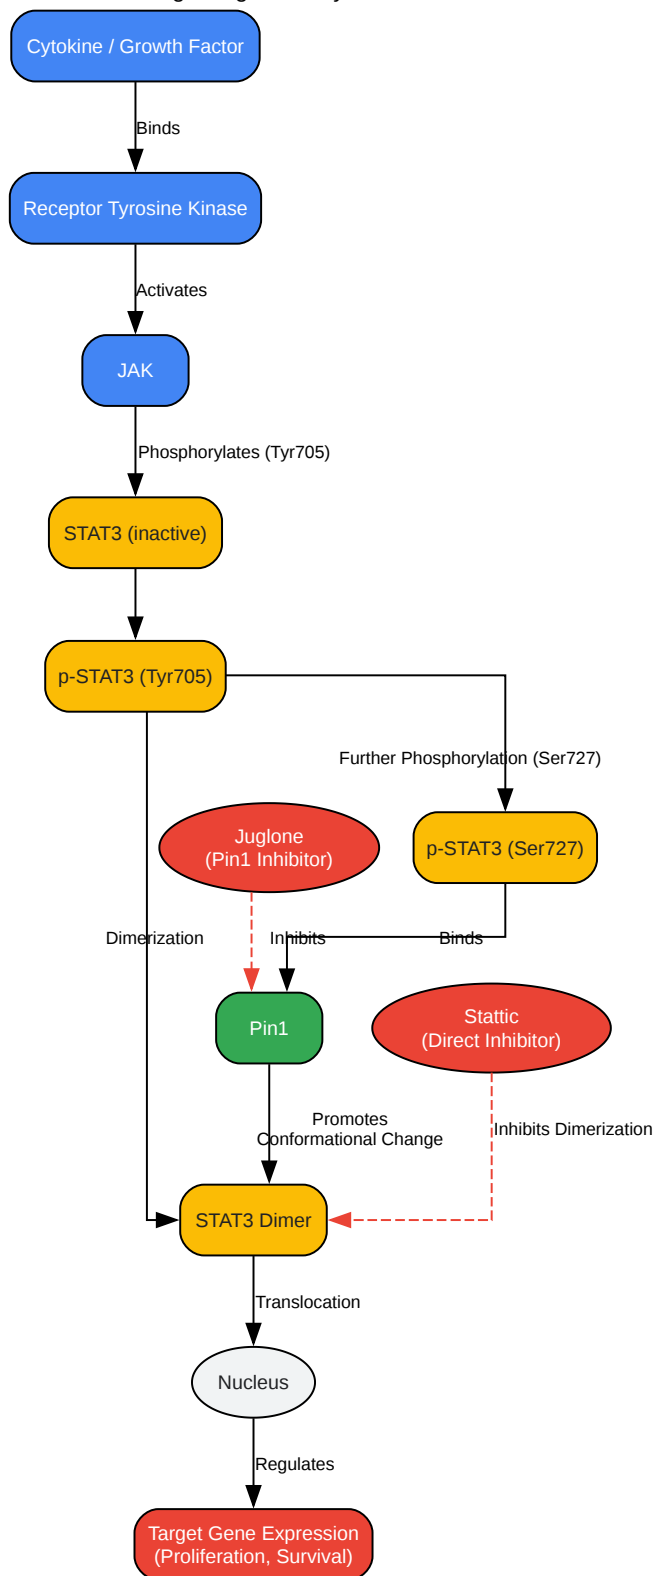 Cytokine / Growth Factor
Binds
Receptor Tyrosine Kinase
Activates
JAK
Phosphorylates (Tyr705)
STAT3 (inactive)
p-STAT3 (Tyr705)
Further Phosphorylation (Ser727)
Juglone
(Pin1 Inhibitor)
p-STAT3 (Ser727)
Dimerization
Inhibits
Binds
Pin1
Stattic
(Direct Inhibitor)
Promotes
Conformational Change
Inhibits Dimerization
STAT3 Dimer
Translocation
Nucleus
Regulates
Target Gene Expression
(Proliferation, Survival)